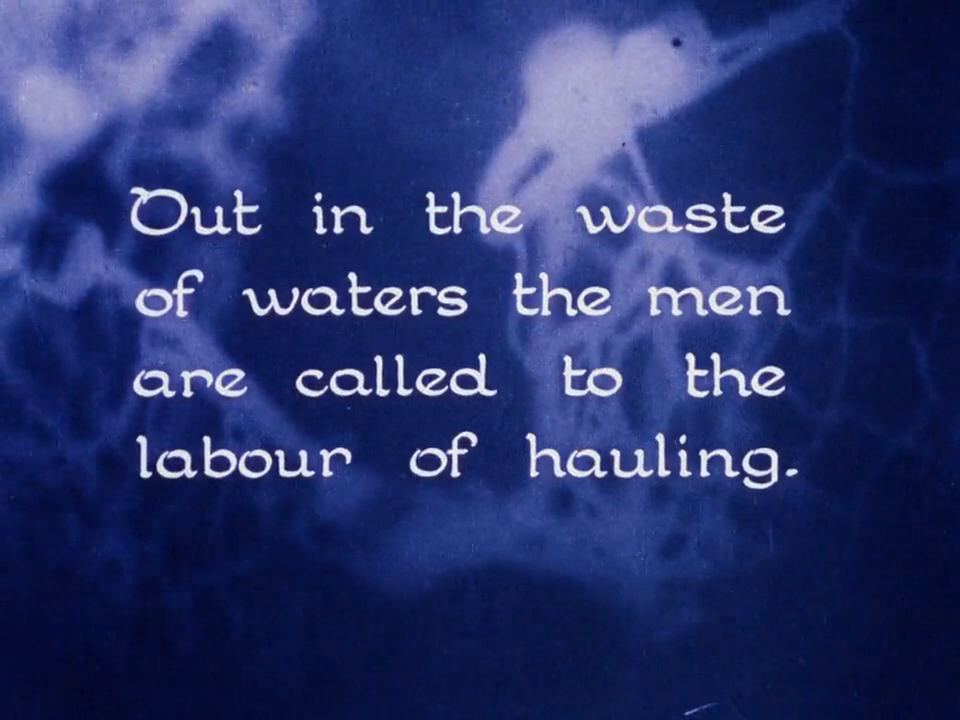 Out in the waste
of waters the men
are called to the
labour of hauling.